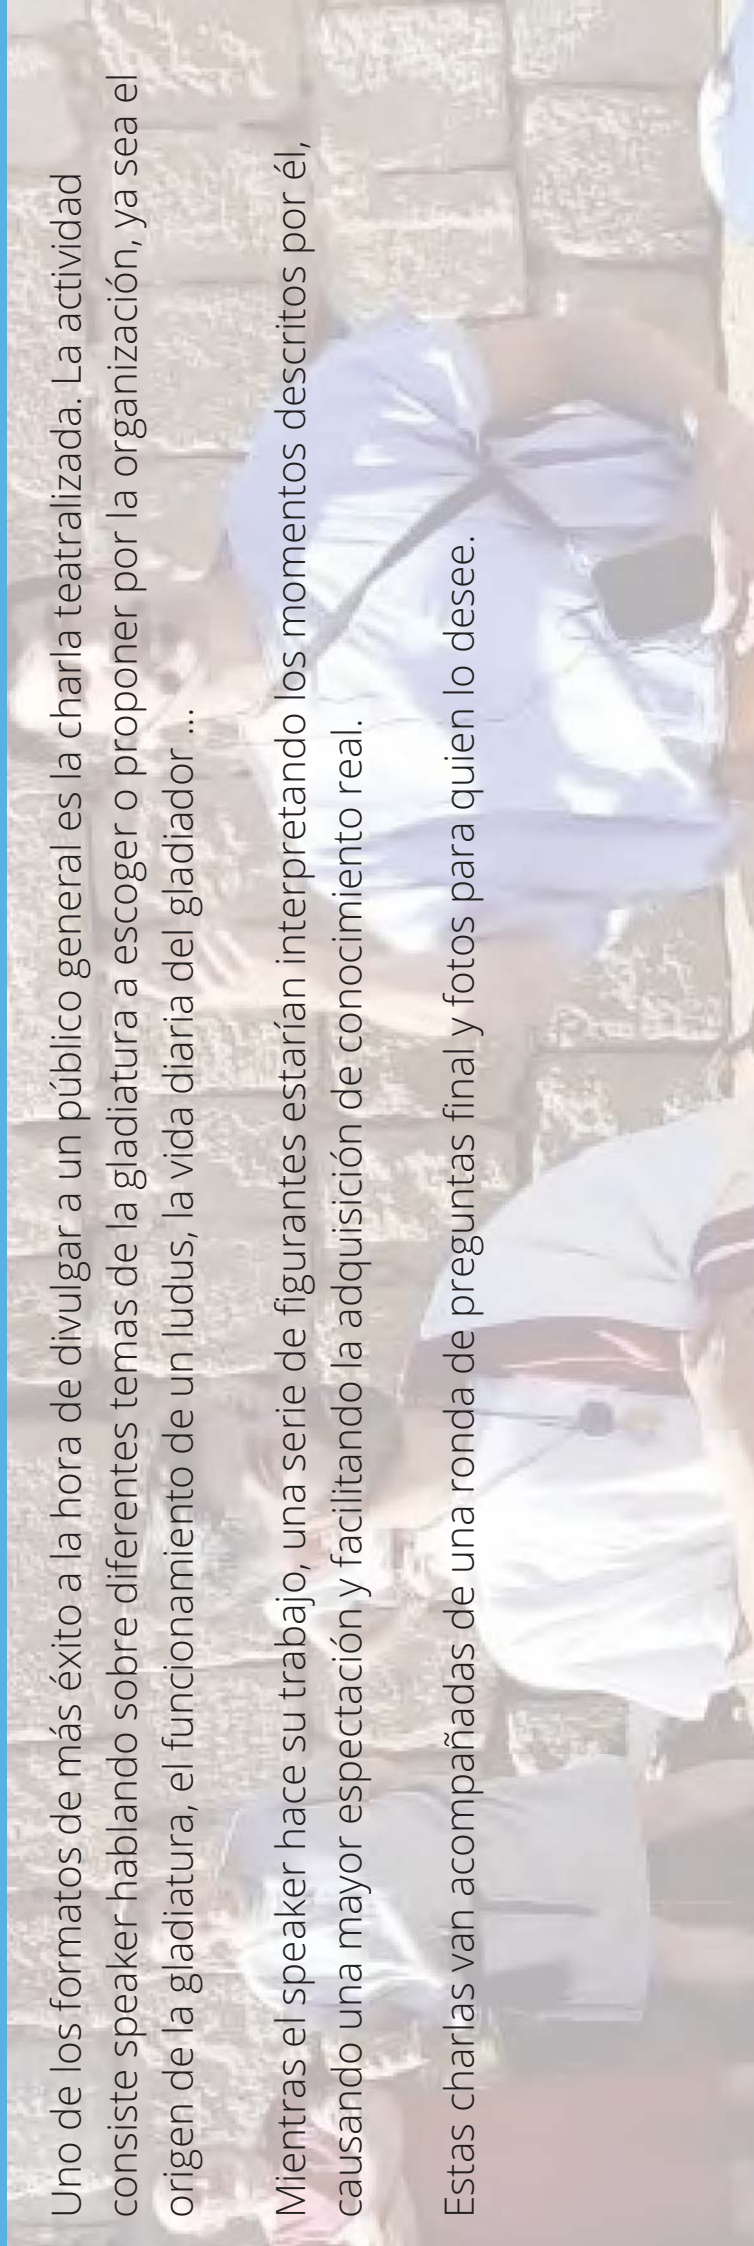 Uno de los formatos de más éxito a la hora de divulgar a un público general es la charla teatralizada. La actividad
consiste speaker hablando sobre diferentes temas de la gladiatura a escoger o proponer por la organización, ya sea el
origen de la gladiatura, el funcionamiento de un ludus, la vida diaria del gladiador ...
Mientras el speaker hace su trabajo, una serie de figurantes estarían interpretando los momentos descritos por él,
causando una mayor espectación y facilitando la adquisición de conocimiento real.
Estas charlas van acompañadas de una ronda de preguntas final y fotos para quien lo desee.